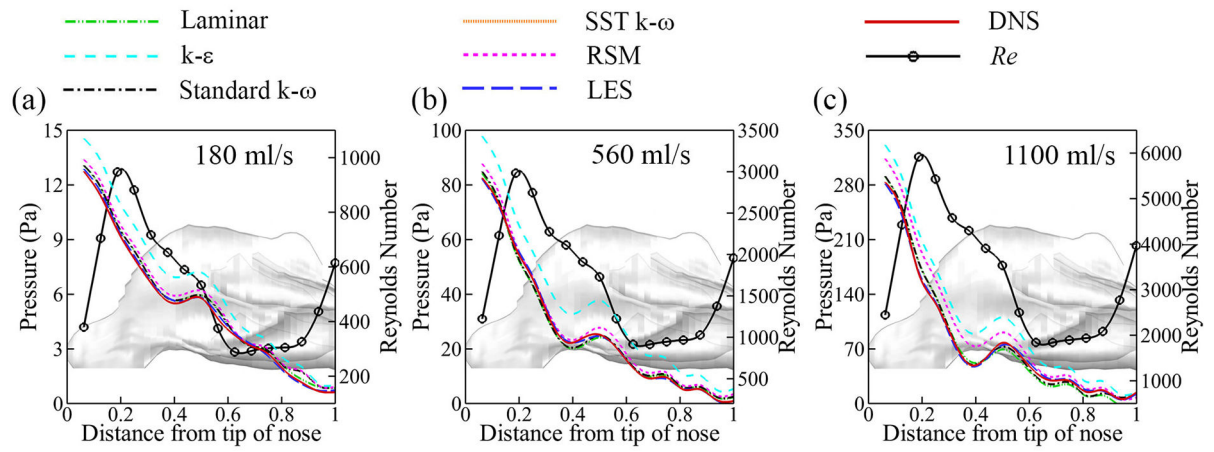 Laminar
SST k-ω
DNS
k-ε
RSM
Re
Standard k-ω
LES
(a)
(b)
(c)
180 ml/s
560 ml/s
1100 ml/s
Pressure (Pa)
15
12
9
6
3
0
0 0.2 0.4 0.6 0.8 1
Distance from tip of nose
1000
800
600
400
200
Reynolds Number
Pressure (Pa)
100
80
60
40
20
0
0 0.2 0.4 0.6 0.8 1
Distance from tip of nose
3500
3000
2500
2000
1500
1000
500
Reynolds Number
Pressure (Pa)
350
280
210
140
70
0
0 0.2 0.4 0.6 0.8 1
Distance from tip of nose
6000
5000
4000
3000
2000
1000
Reynolds Number